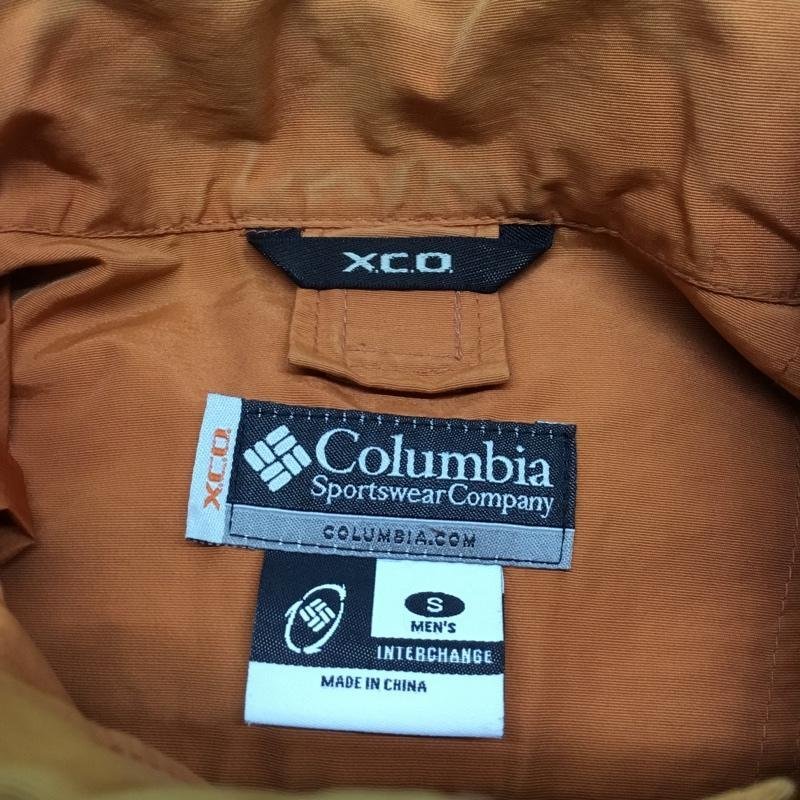 X.C.O.
X.C.O.
Columbia
Sportswear Company
COLUMBIA.COM
S
MEN'S
INTERCHANGE
MADE IN CHINA